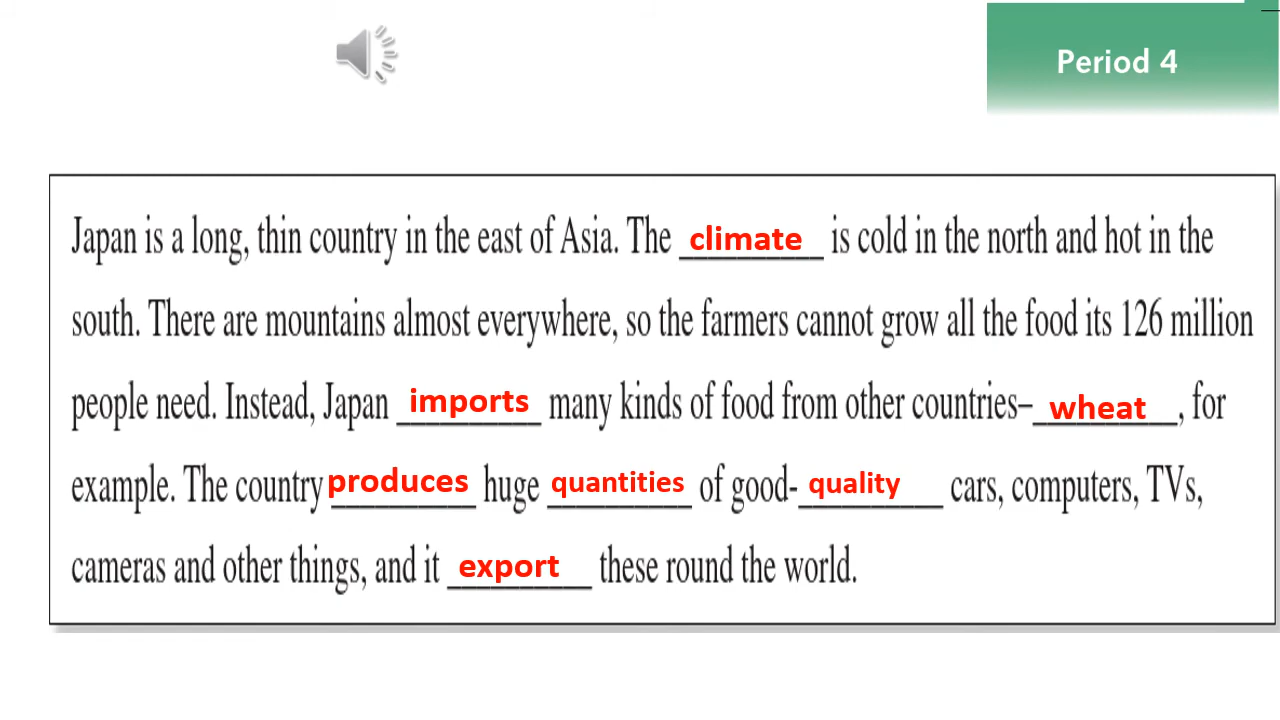 Period 4
Japan is a long, thin country in the east of Asia. The climate is cold in the north and hot in the
south. There are mountains almost everywhere, so the farmers cannot grow all the food its 126 million
people need. Instead, Japan imports many kinds of food from other countries– wheat, for
example. The country produces huge quantities of good- quality cars, computers, TVs,
cameras and other things, and it export these round the world.